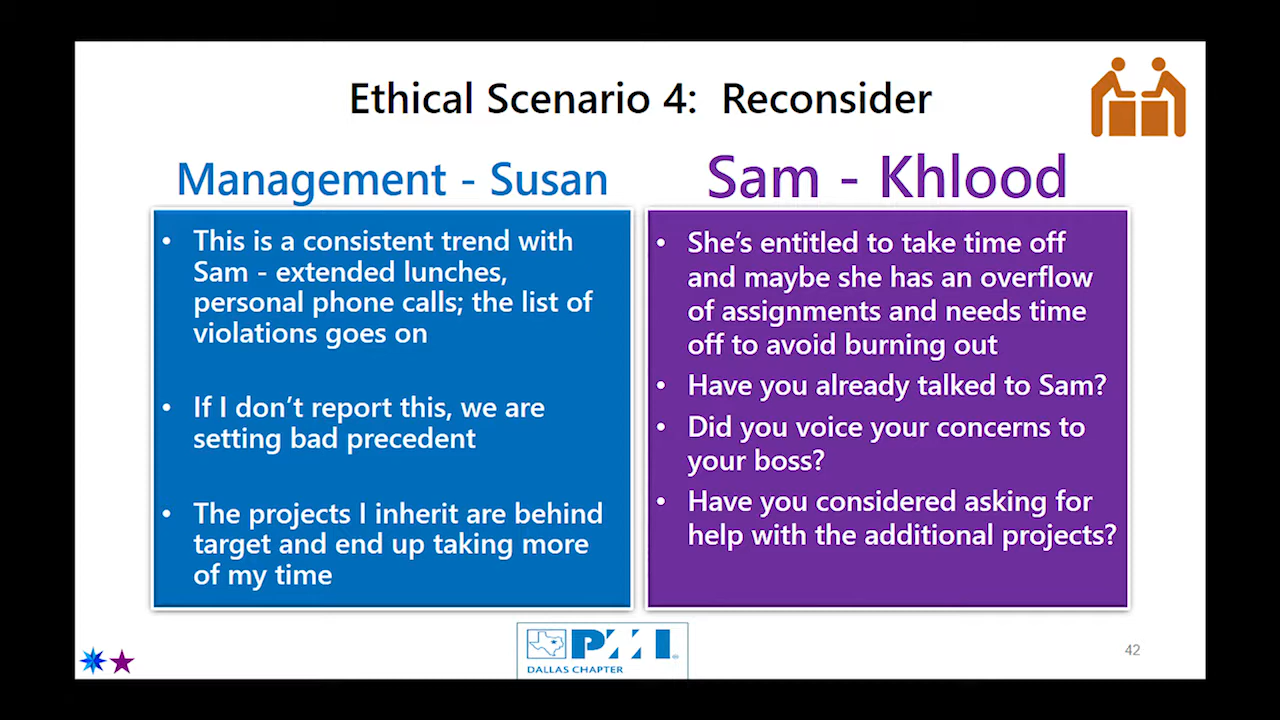 Ethical Scenario 4: Reconsider
Management - Susan
• This is a consistent trend with
Sam - extended lunches,
personal phone calls; the list of
violations goes on
• If I don’t report this, we are
setting bad precedent
• The projects I inherit are behind
target and end up taking more
of my time
Sam - Khlood
• She’s entitled to take time off
and maybe she has an overflow
of assignments and needs time
off to avoid burning out
• Have you already talked to Sam?
• Did you voice your concerns to
your boss?
• Have you considered asking for
help with the additional projects?
PMI
DALLAS CHAPTER
42